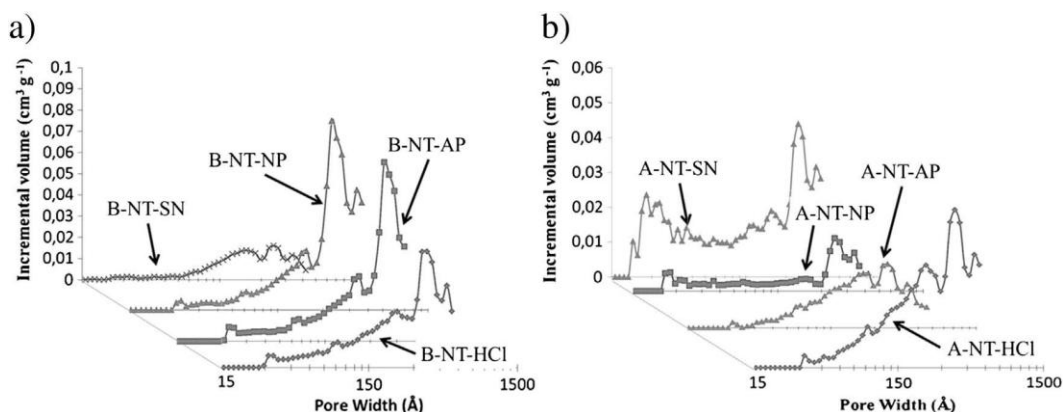 a)
Incremental volume (cm³ g⁻¹)
0,1
0,09
0,08
0,07
0,06
0,05
0,04
0,03
0,02
0,01
0
B-NT-SN
B-NT-NP
B-NT-AP
B-NT-HCl
15
150
1500
Pore Width (Å)
b)
Incremental volume (cm³ g⁻¹)
0,06
0,05
0,04
0,03
0,02
0,01
0
A-NT-SN
A-NT-NP
A-NT-AP
A-NT-HCl
15
150
1500
Pore Width (Å)